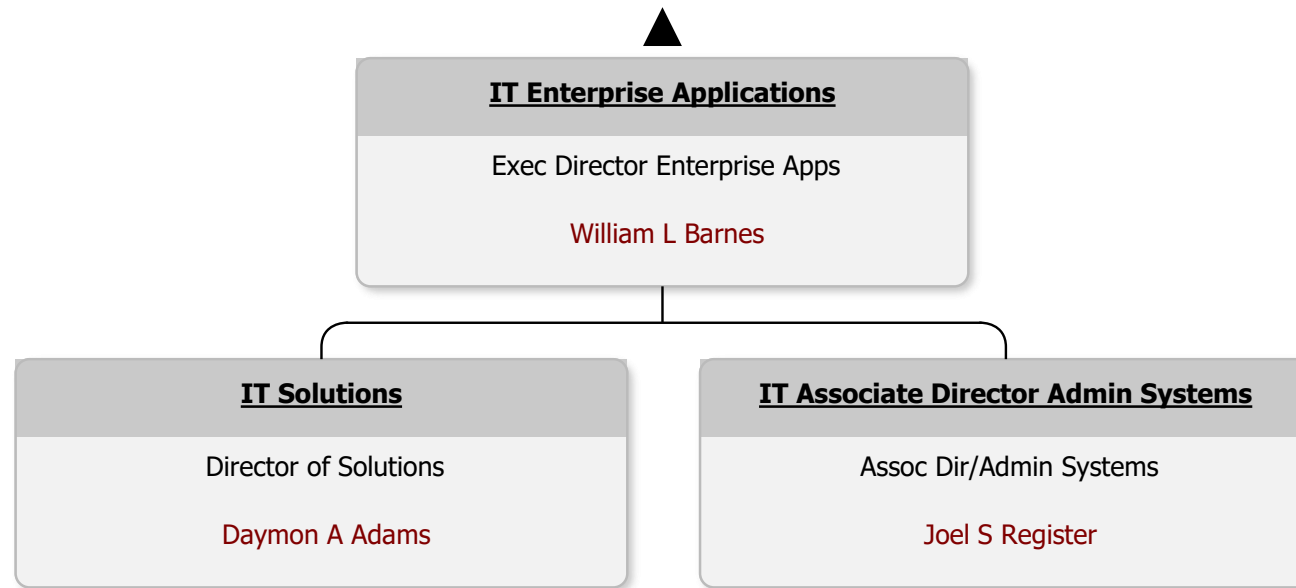 IT Enterprise Applications
Exec Director Enterprise Apps
William L Barnes
IT Solutions
Director of Solutions
Daymon A Adams
IT Associate Director Admin Systems
Assoc Dir/Admin Systems
Joel S Register